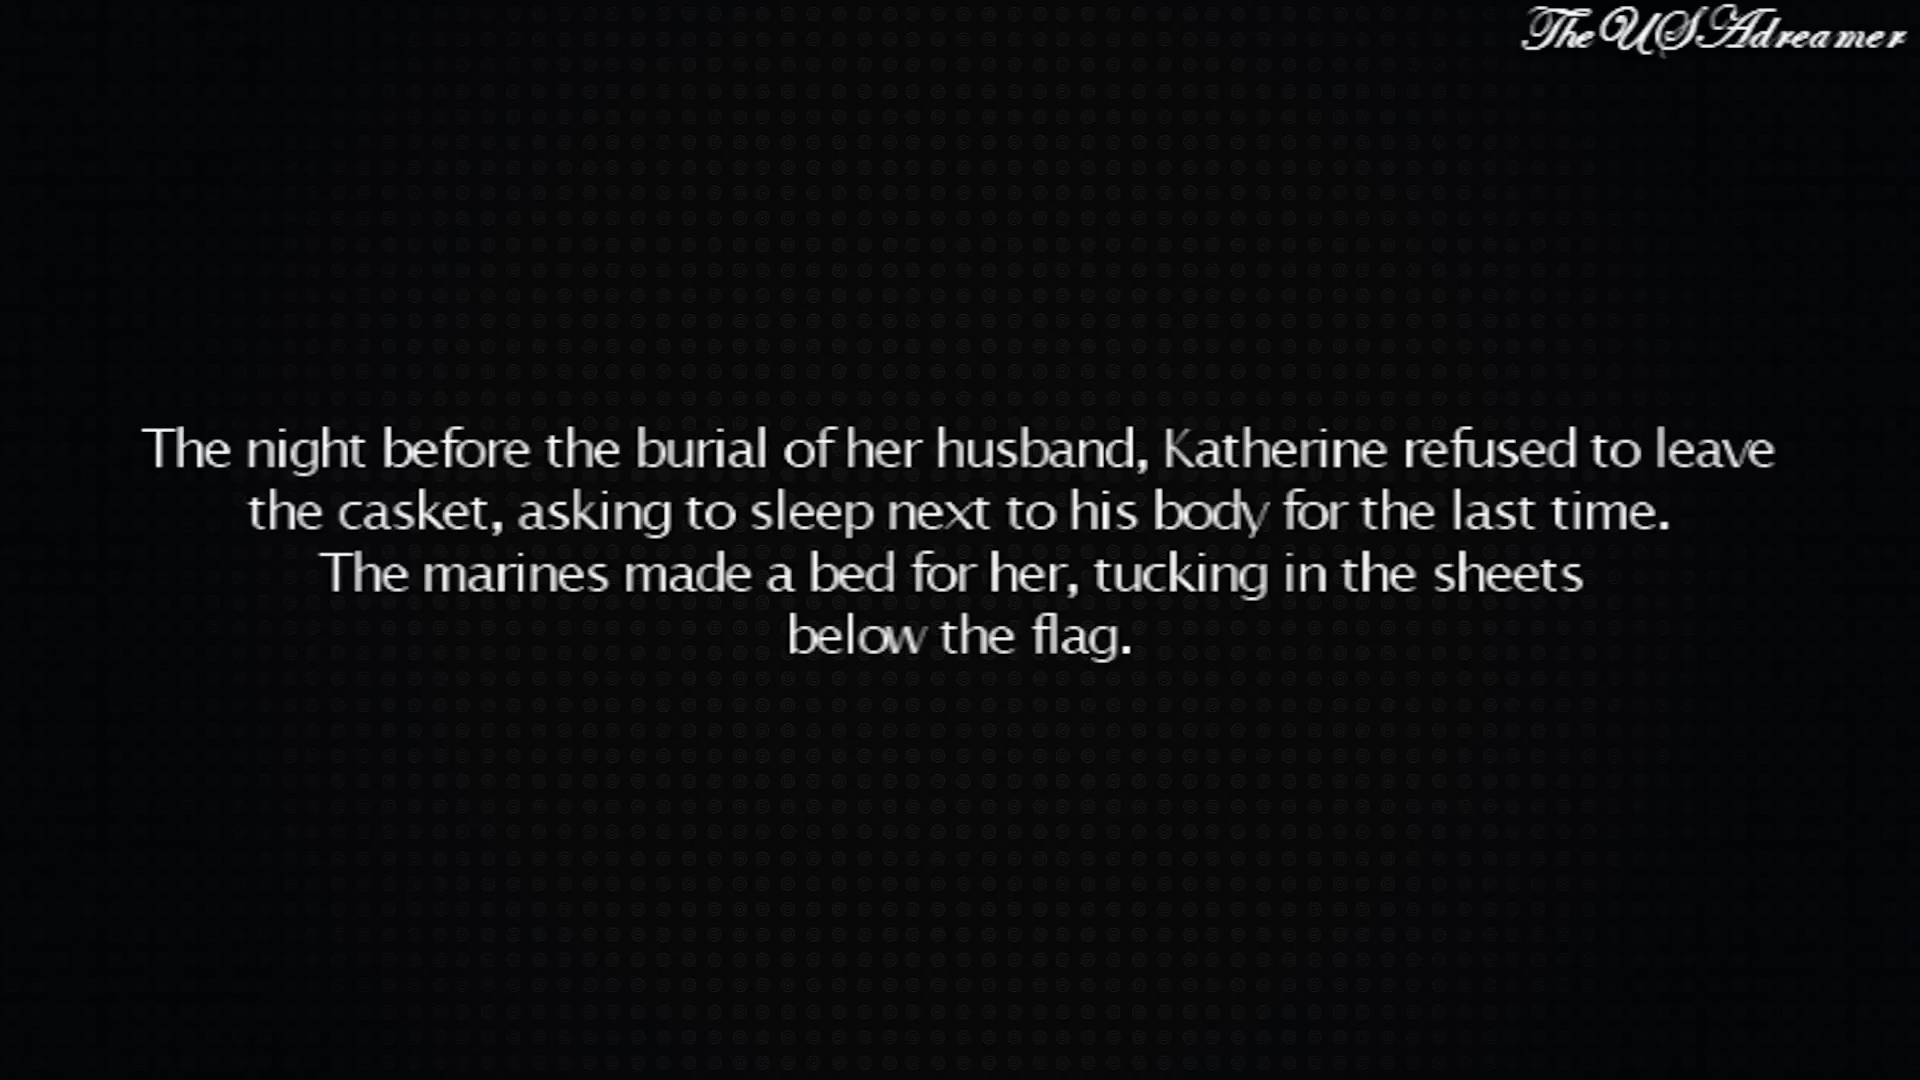 TheUSAdreamer
The night before the burial of her husband, Katherine refused to leave
the casket, asking to sleep next to his body for the last time.
The marines made a bed for her, tucking in the sheets
below the flag.